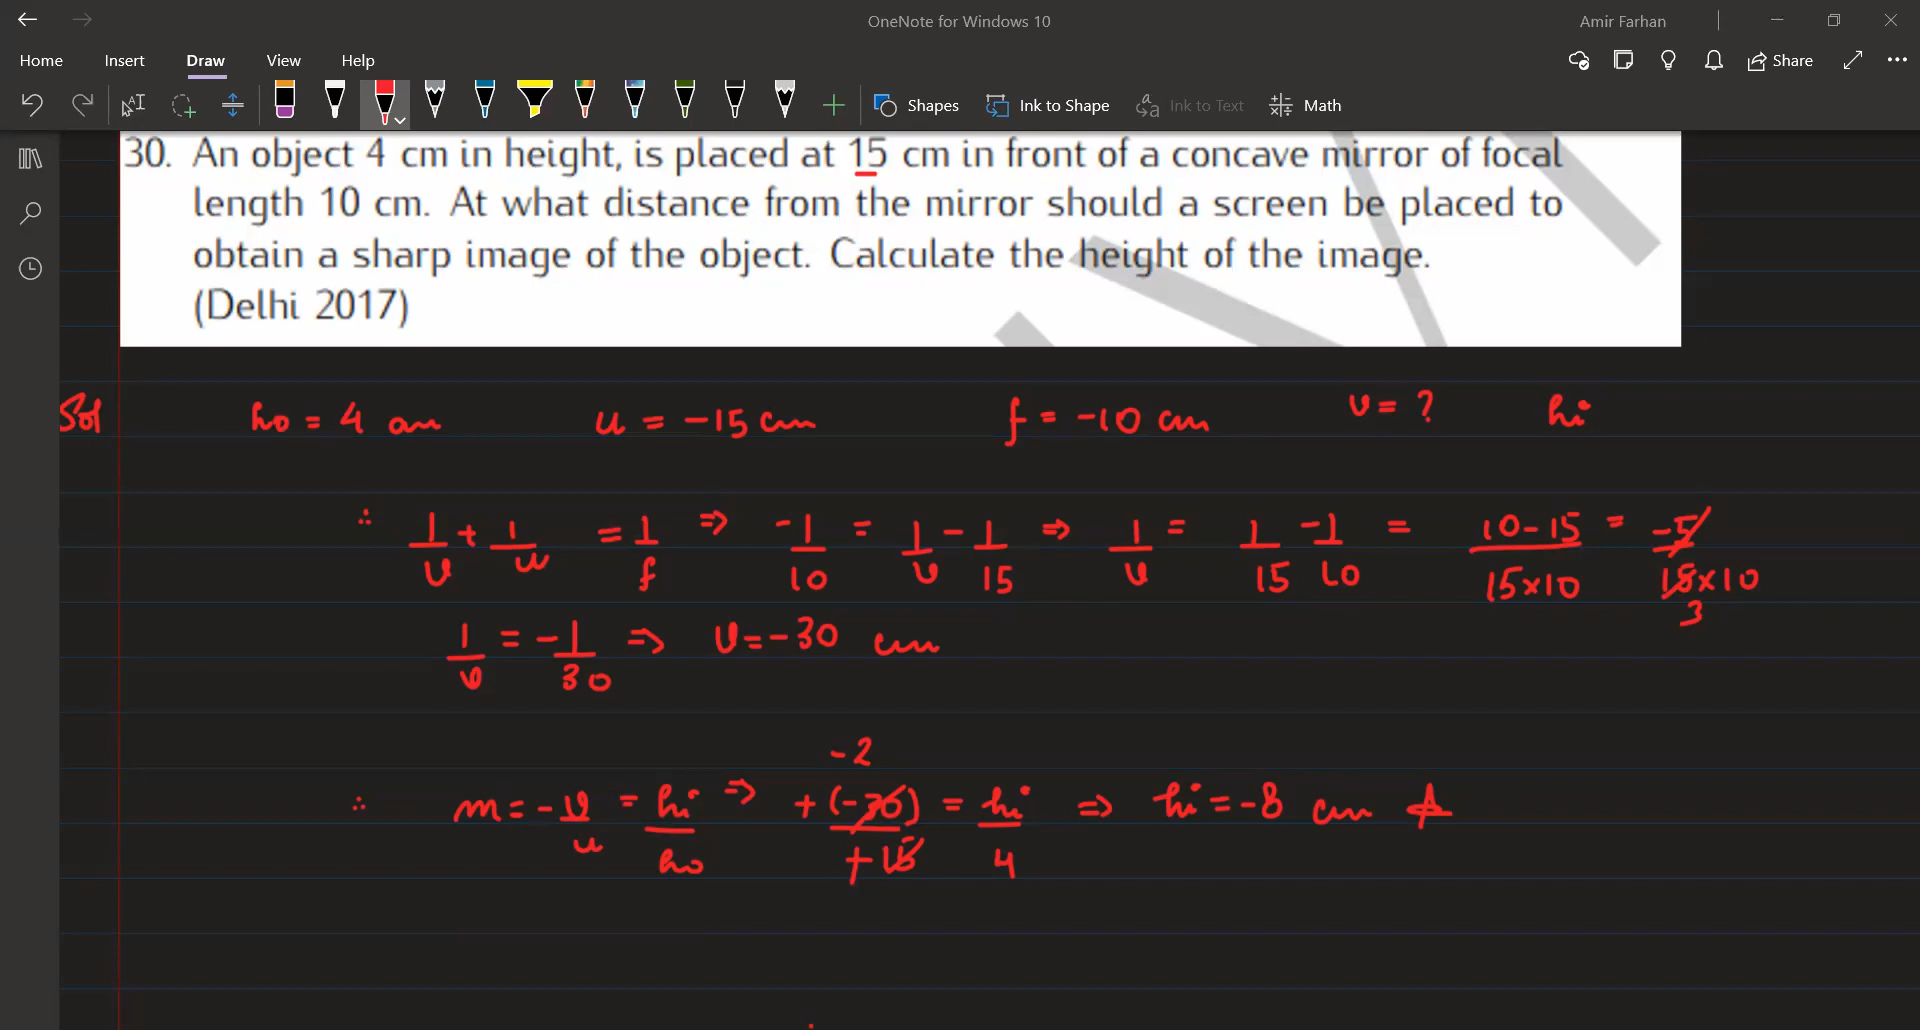 OneNote for Windows 10
Amir Farhan
Home Insert Draw View Help
Share
Shapes Ink to Shape Ink to Text Math
30. An object 4 cm in height, is placed at 15 cm in front of a concave mirror of focal
length 10 cm. At what distance from the mirror should a screen be placed to
obtain a sharp image of the object. Calculate the height of the image.
(Delhi 2017)
Sol ho = 4 cm u = -15 cm f = -10 cm v = ? hi
∴ 1/v + 1/u = 1/f ⇒ -1/10 = 1/v - 1/15 ⇒ 1/v = 1/15 - 1/10 = 10-15/15×10 = -5/15×10
3
1/v = -1/30 ⇒ v = -30 cm
-2
∴ m = -v/u = hi/ho ⇒ +(-30)/+15 = hi/4 ⇒ hi = -8 cm